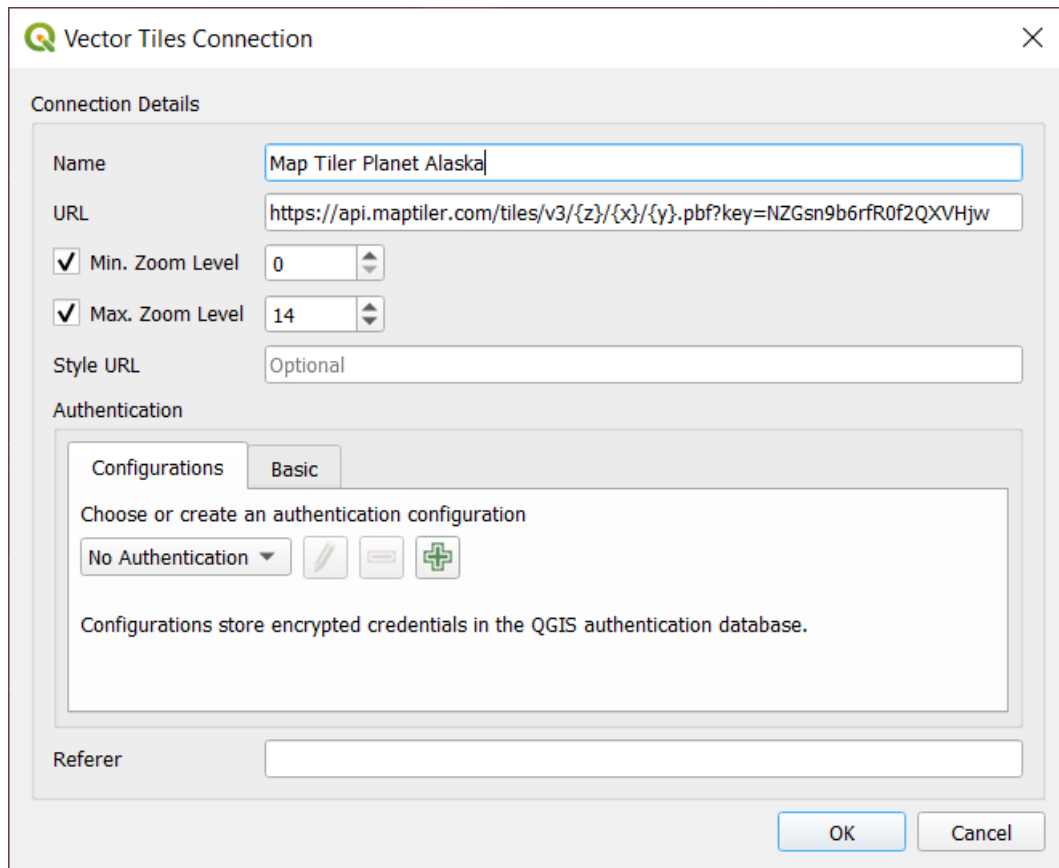 Vector Tiles Connection
Connection Details
Name Map Tiler Planet Alaska
URL https://api.maptiler.com/tiles/v3/{z}/{x}/{y}.pbf?key=NZGsn9b6rfR0f2QXVHjw
Min. Zoom Level 0
Max. Zoom Level 14
Style URL Optional
Authentication
Configurations Basic
Choose or create an authentication configuration
No Authentication
Configurations store encrypted credentials in the QGIS authentication database.
Referer
OK Cancel